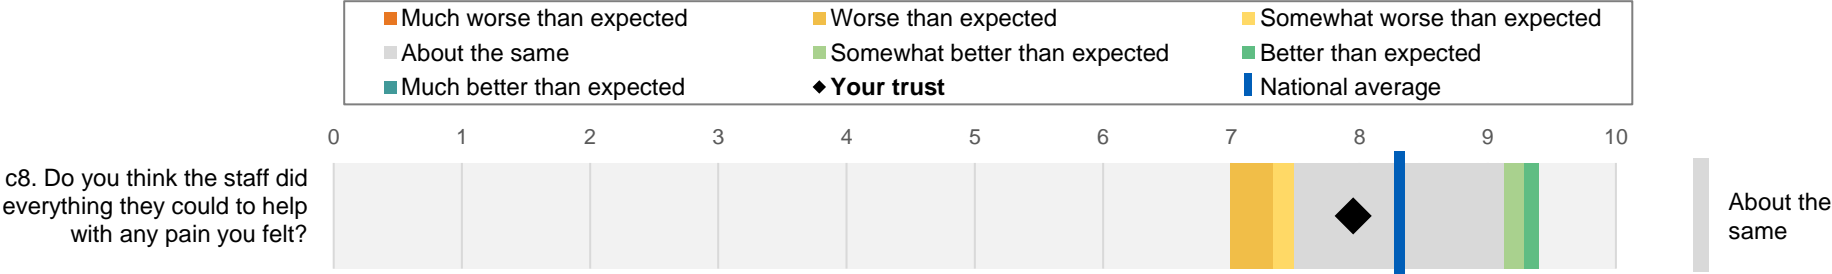 Much worse than expected
Worse than expected
Somewhat worse than expected
About the same
Somewhat better than expected
Better than expected
Much better than expected
Your trust
National average
0 1 2 3 4 5 6 7 8 9 10
c8. Do you think the staff did
everything they could to help
with any pain you felt?
About the
same